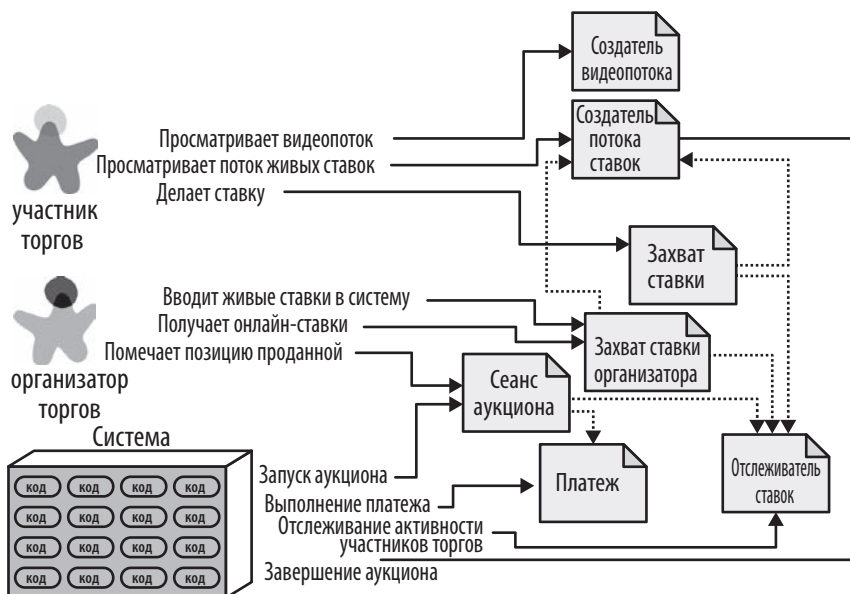 Создатель
видеопотока
Создатель
потока
ставок
Просматривает видеопоток
Просматривает поток живых ставок
Делает ставку
участник
торгов
Захват
ставки
Вводит живые ставки в систему
Получает онлайн-ставки
Помечает позицию проданной
Захват ставки
организатора
организатор
торгов
Сеанс
аукциона
Система
Запуск аукциона
Выполнение платежа
Отслеживание активности
участников торгов
Завершение аукциона
Платеж
Отслеживатель
ставок
код код код код
код код код код
код код код код
код код код код